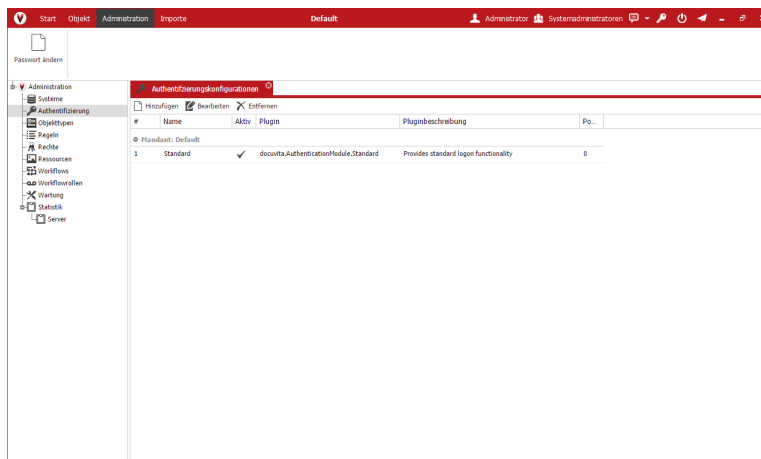 Start Objekt Administration Importe Default Administrator Systemadministratoren
Passwort ändern
Administration
Systeme
Authentifizierung
Objekttypen
Regeln
Rechte
Ressourcen
Workflows
Workflowrollen
Wartung
Statistik
Server
Authentifizierungskonfigurationen
Hinzufügen Bearbeiten Entfernen
# Name Aktiv Plugin Pluginbeschreibung Po...
Mandant: Default
1 Standard docuvita.AuthenticationModule.Standard Provides standard logon functionality 0